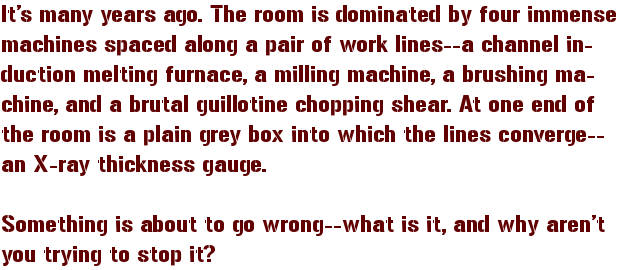 It's many years ago. The room is dominated by four immense
machines spaced along a pair of work lines--a channel in-
duction melting furnace, a milling machine, a brushing ma-
chine, and a brutal guillotine chopping shear. At one end of
the room is a plain grey box into which the lines converge--
an X-ray thickness gauge.
Something is about to go wrong--what is it, and why aren't
you trying to stop it?